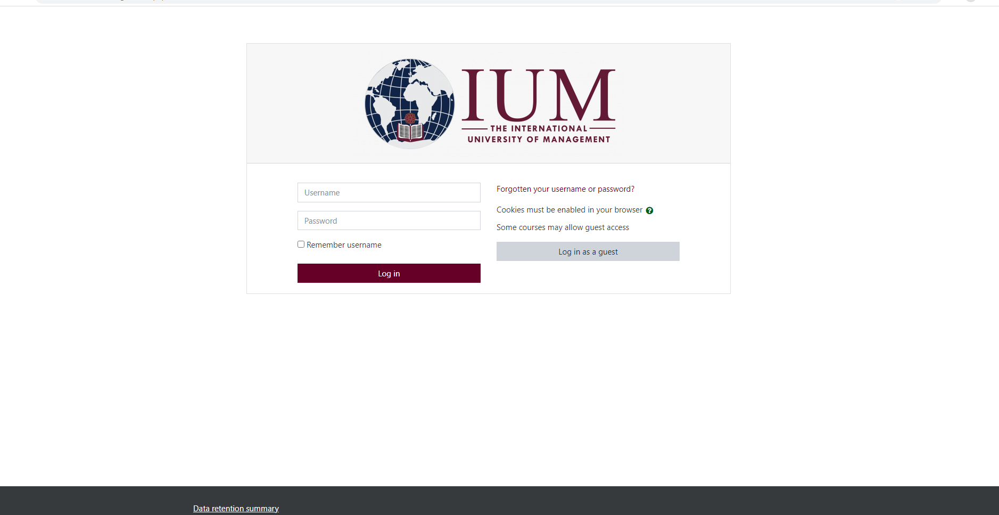 IUM
THE INTERNATIONAL
UNIVERSITY OF MANAGEMENT
Username
Password
Remember username
Log in
Forgotten your username or password?
Cookies must be enabled in your browser
Some courses may allow guest access
Log in as a guest
Data retention summary